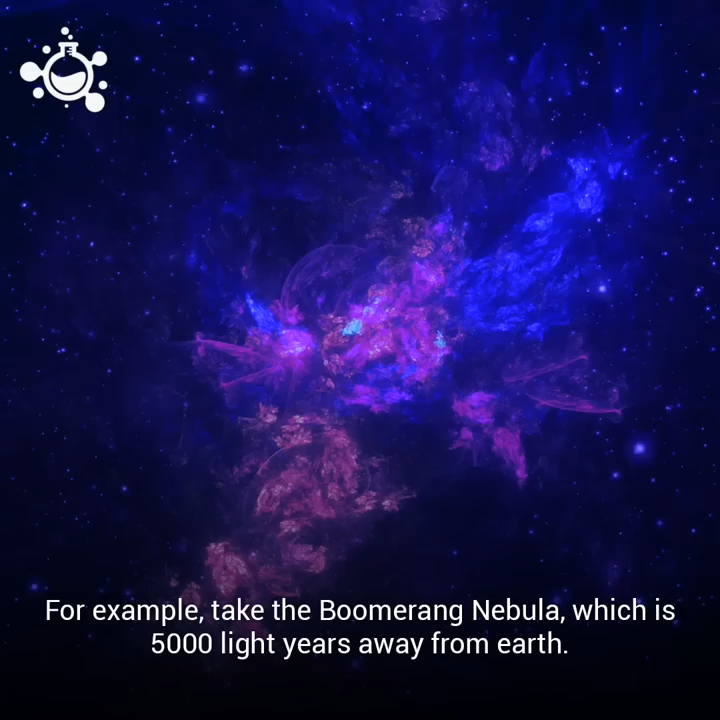 For example, take the Boomerang Nebula, which is
5000 light years away from earth.